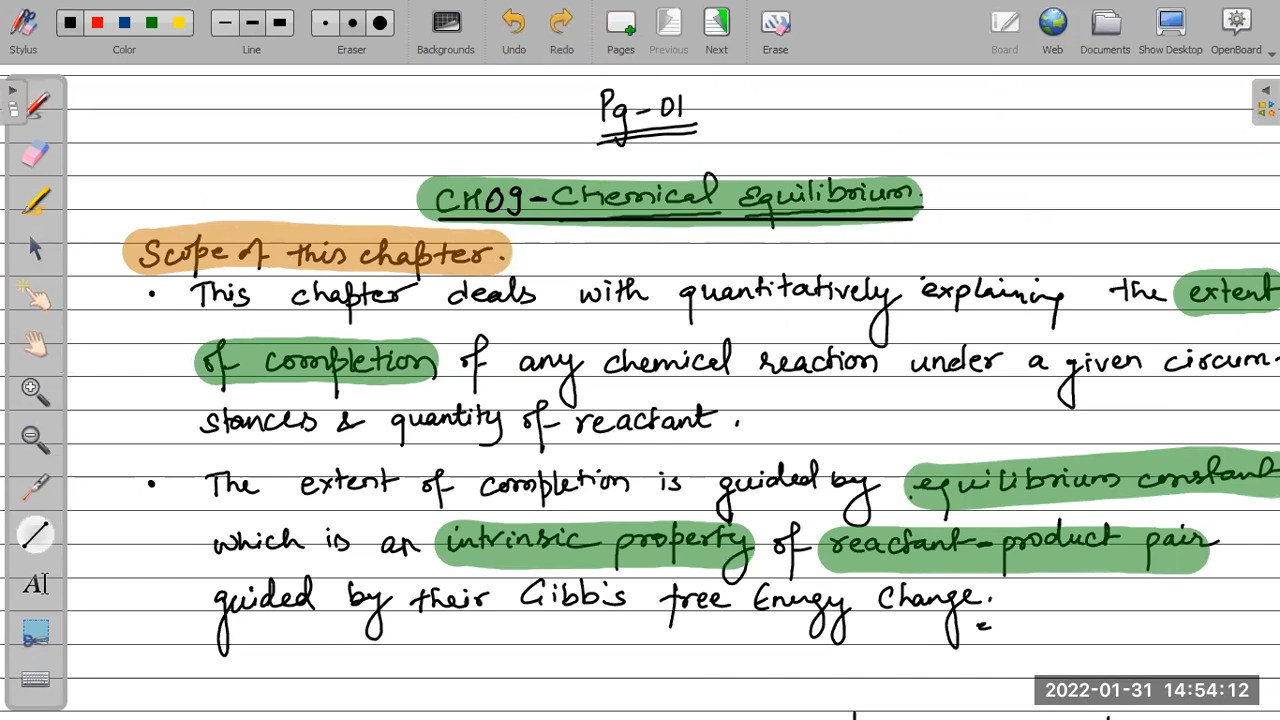 Stylus
Color
Line
Eraser
Backgrounds
Undo
Redo
Pages
Previous
Next
Erase
Board
Web
Documents
Show Desktop
OpenBoard
Pg-01
CH09-Chemical Equilibrium.
Scope of this chapter.
• This chapter deals with quantitatively explaining the extent
of completion of any chemical reaction under a given circum-
stances & quantity of reactant.
• The extent of completion is guided by equilibrium constant
which is an intrinsic property of reactant-product pair
guided by their Gibb's free Energy Change.
AI
2022-01-31 14:54:12